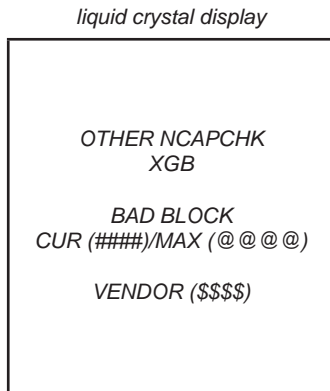 liquid crystal display
OTHER NCAPCHK
XGB
BAD BLOCK
CUR (####)/MAX (@@@@)
VENDOR ($$$$)